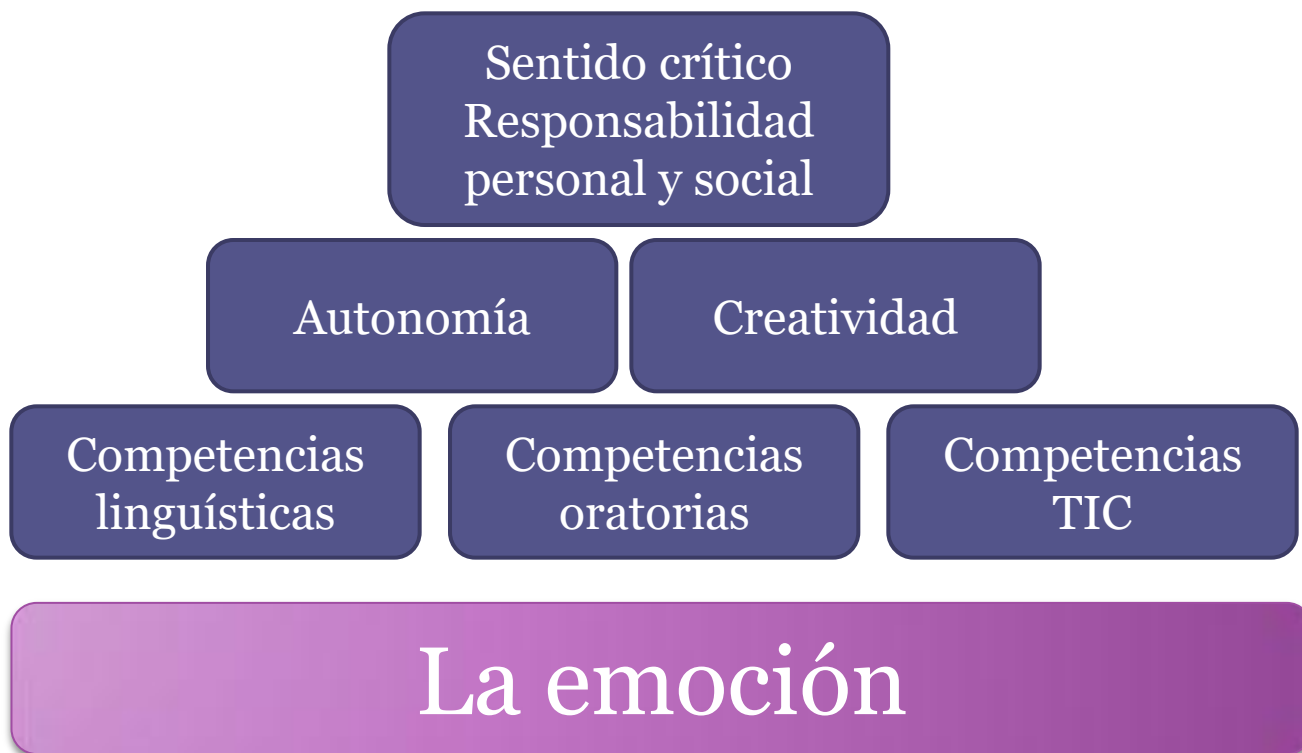 Sentido crítico
Responsabilidad
personal y social
Autonomía
Creatividad
Competencias
linguísticas
Competencias
oratorias
Competencias
TIC
La emoción